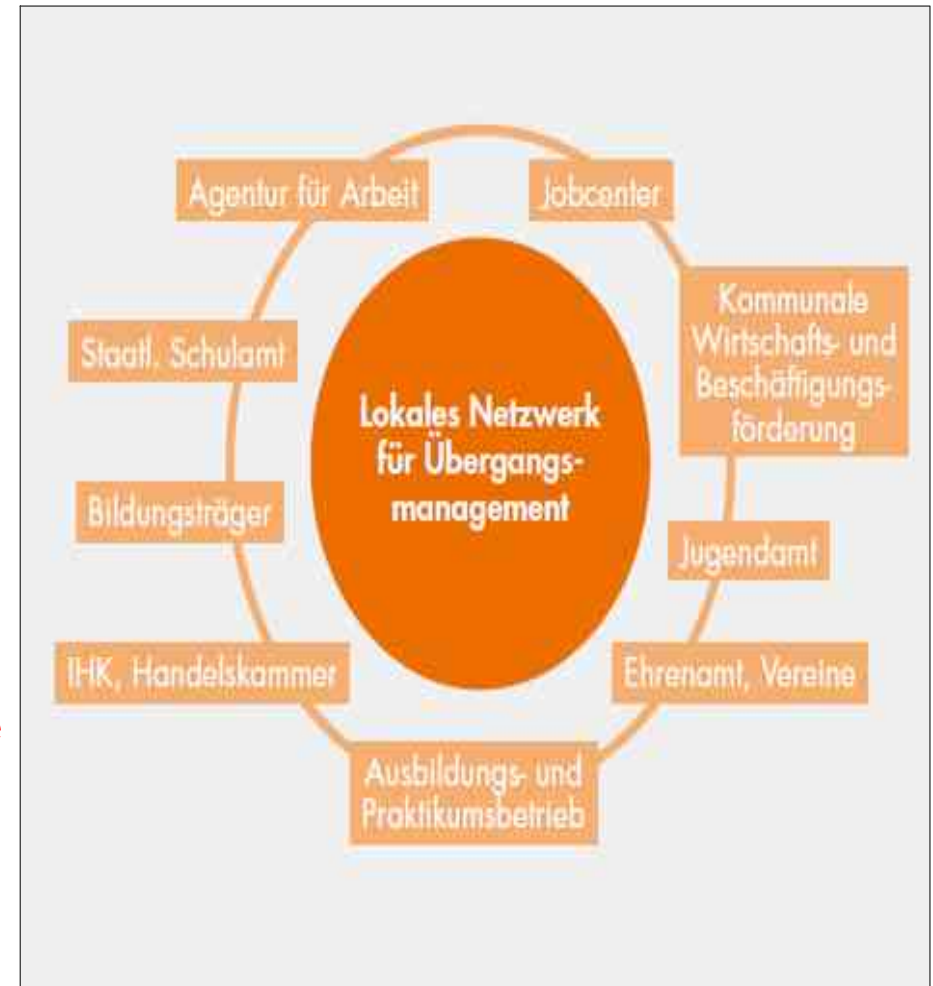 Agentur für Arbeit
Jobcenter
Kommunale
Wirtschafts- und
Beschäftigungs-
förderung
Staatl. Schulamt
Lokales Netzwerk
für Übergangs-
management
Bildungsträger
Jugendamt
IHK, Handelskammer
Ehrenamt, Vereine
Ausbildungs- und
Praktikumsbetrieb